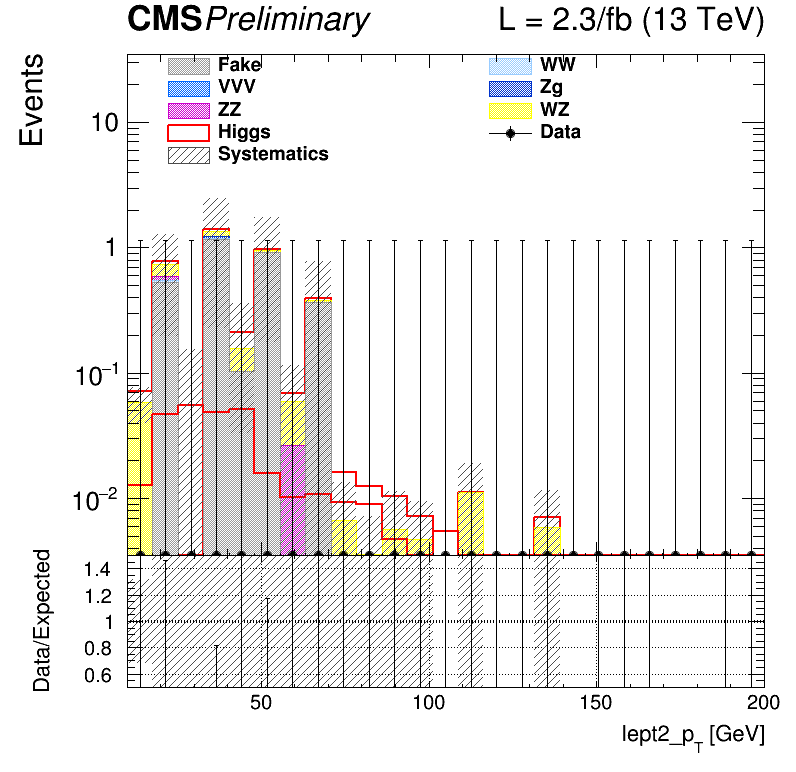 CMS Preliminary L = 2.3/fb (13 TeV)
Events
Fake WW
VVV Zg
ZZ WZ
Higgs Data
Systematics
10
1
10⁻¹
10⁻²
Data/Expected
1.4
1.2
1
0.8
0.6
50 100 150 200
lept2_p_T [GeV]